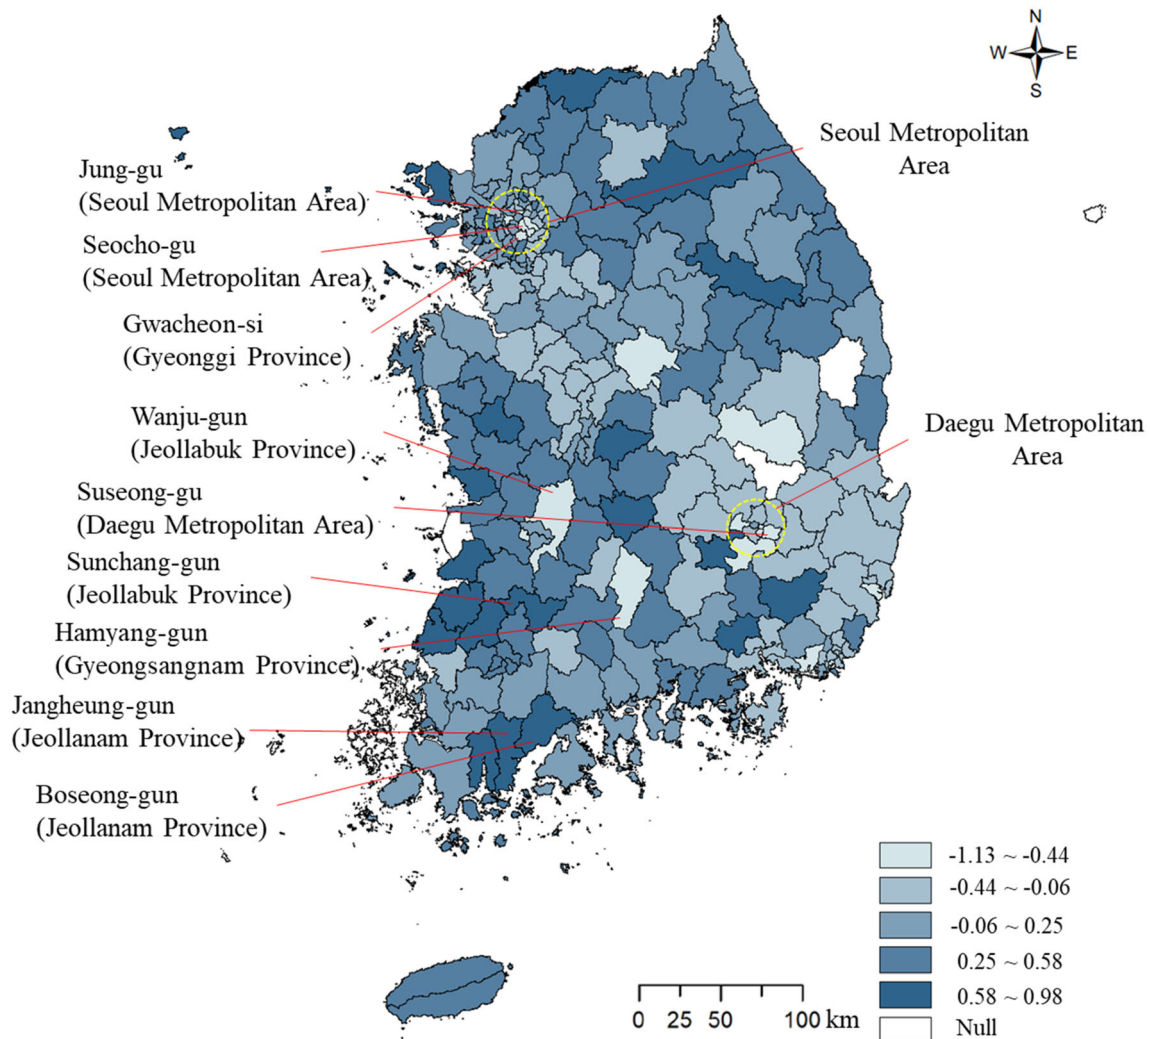 N
W E
S
Seoul Metropolitan
Area
Jung-gu
(Seoul Metropolitan Area)
Seocho-gu
(Seoul Metropolitan Area)
Gwacheon-si
(Gyeonggi Province)
Wanju-gun
(Jeollabuk Province)
Daegu Metropolitan
Area
Suseong-gu
(Daegu Metropolitan Area)
Sunchang-gun
(Jeollabuk Province)
Hamyang-gun
(Gyeongsangnam Province)
Jangheung-gun
(Jeollanam Province)
Boseong-gun
(Jeollanam Province)
-1.13 ~ -0.44
-0.44 ~ -0.06
-0.06 ~ 0.25
0.25 ~ 0.58
0.58 ~ 0.98
Null
0 25 50 100 km